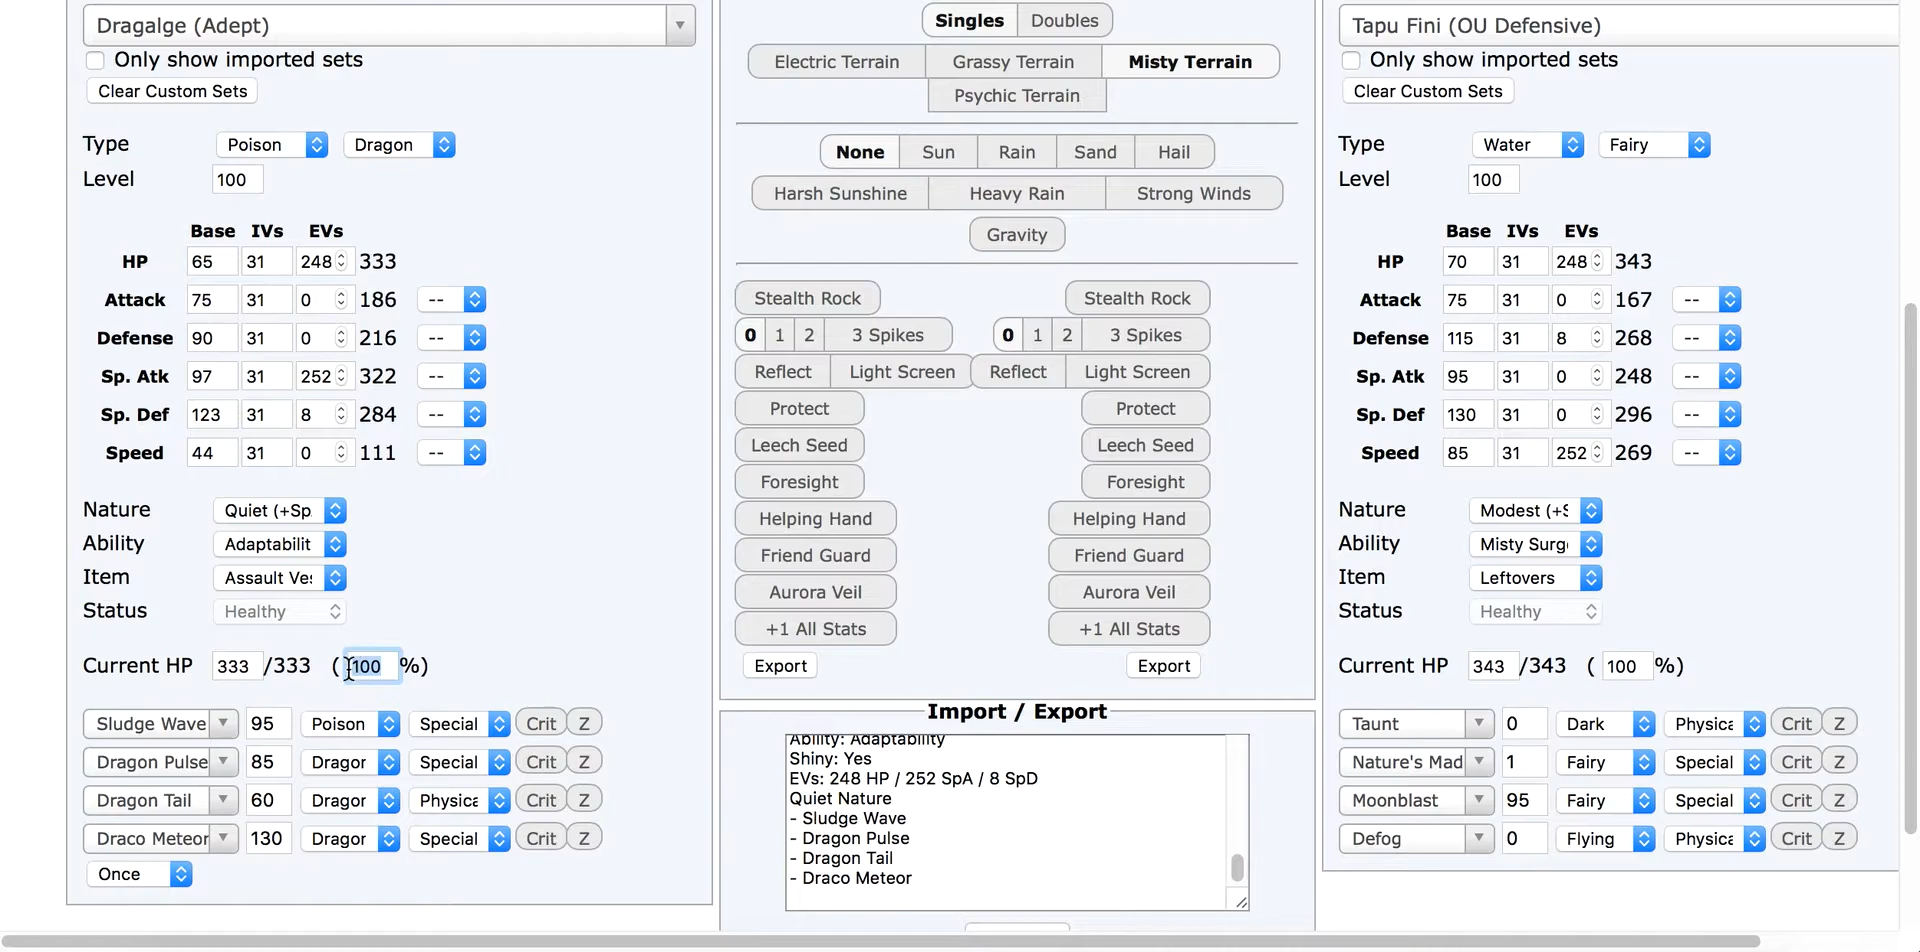 Dragalge (Adept)
Only show imported sets
Clear Custom Sets
Type Poison Dragon
Level 100
Base IVs EVs
HP 65 31 248 333
Attack 75 31 0 186 --
Defense 90 31 0 216 --
Sp. Atk 97 31 252 322 --
Sp. Def 123 31 8 284 --
Speed 44 31 0 111 --
Nature Quiet (+Sp
Ability Adaptabilit
Item Assault Ve
Status Healthy
Current HP 333 /333 ( 100 %)
Sludge Wave 95 Poison Special Crit Z
Dragon Pulse 85 Dragor Special Crit Z
Dragon Tail 60 Dragor Physica Crit Z
Draco Meteor 130 Dragor Special Crit Z
Once
Singles Doubles
Electric Terrain Grassy Terrain Misty Terrain
Psychic Terrain
None Sun Rain Sand Hail
Harsh Sunshine Heavy Rain Strong Winds
Gravity
Stealth Rock Stealth Rock
0 1 2 3 Spikes 0 1 2 3 Spikes
Reflect Light Screen Reflect Light Screen
Protect Protect
Leech Seed Leech Seed
Foresight Foresight
Helping Hand Helping Hand
Friend Guard Friend Guard
Aurora Veil Aurora Veil
+1 All Stats +1 All Stats
Export Export
Import / Export
Ability: Adaptability
Shiny: Yes
EVs: 248 HP / 252 SpA / 8 SpD
Quiet Nature
- Sludge Wave
- Dragon Pulse
- Dragon Tail
- Draco Meteor
Tapu Fini (OU Defensive)
Only show imported sets
Clear Custom Sets
Type Water Fairy
Level 100
Base IVs EVs
HP 70 31 248 343
Attack 75 31 0 167 --
Defense 115 31 8 268 --
Sp. Atk 95 31 0 248 --
Sp. Def 130 31 0 296 --
Speed 85 31 252 269 --
Nature Modest (+S
Ability Misty Surg
Item Leftovers
Status Healthy
Current HP 343 /343 ( 100 %)
Taunt 0 Dark Physica Crit Z
Nature's Mad 1 Fairy Special Crit Z
Moonblast 95 Fairy Special Crit Z
Defog 0 Flying Physica Crit Z